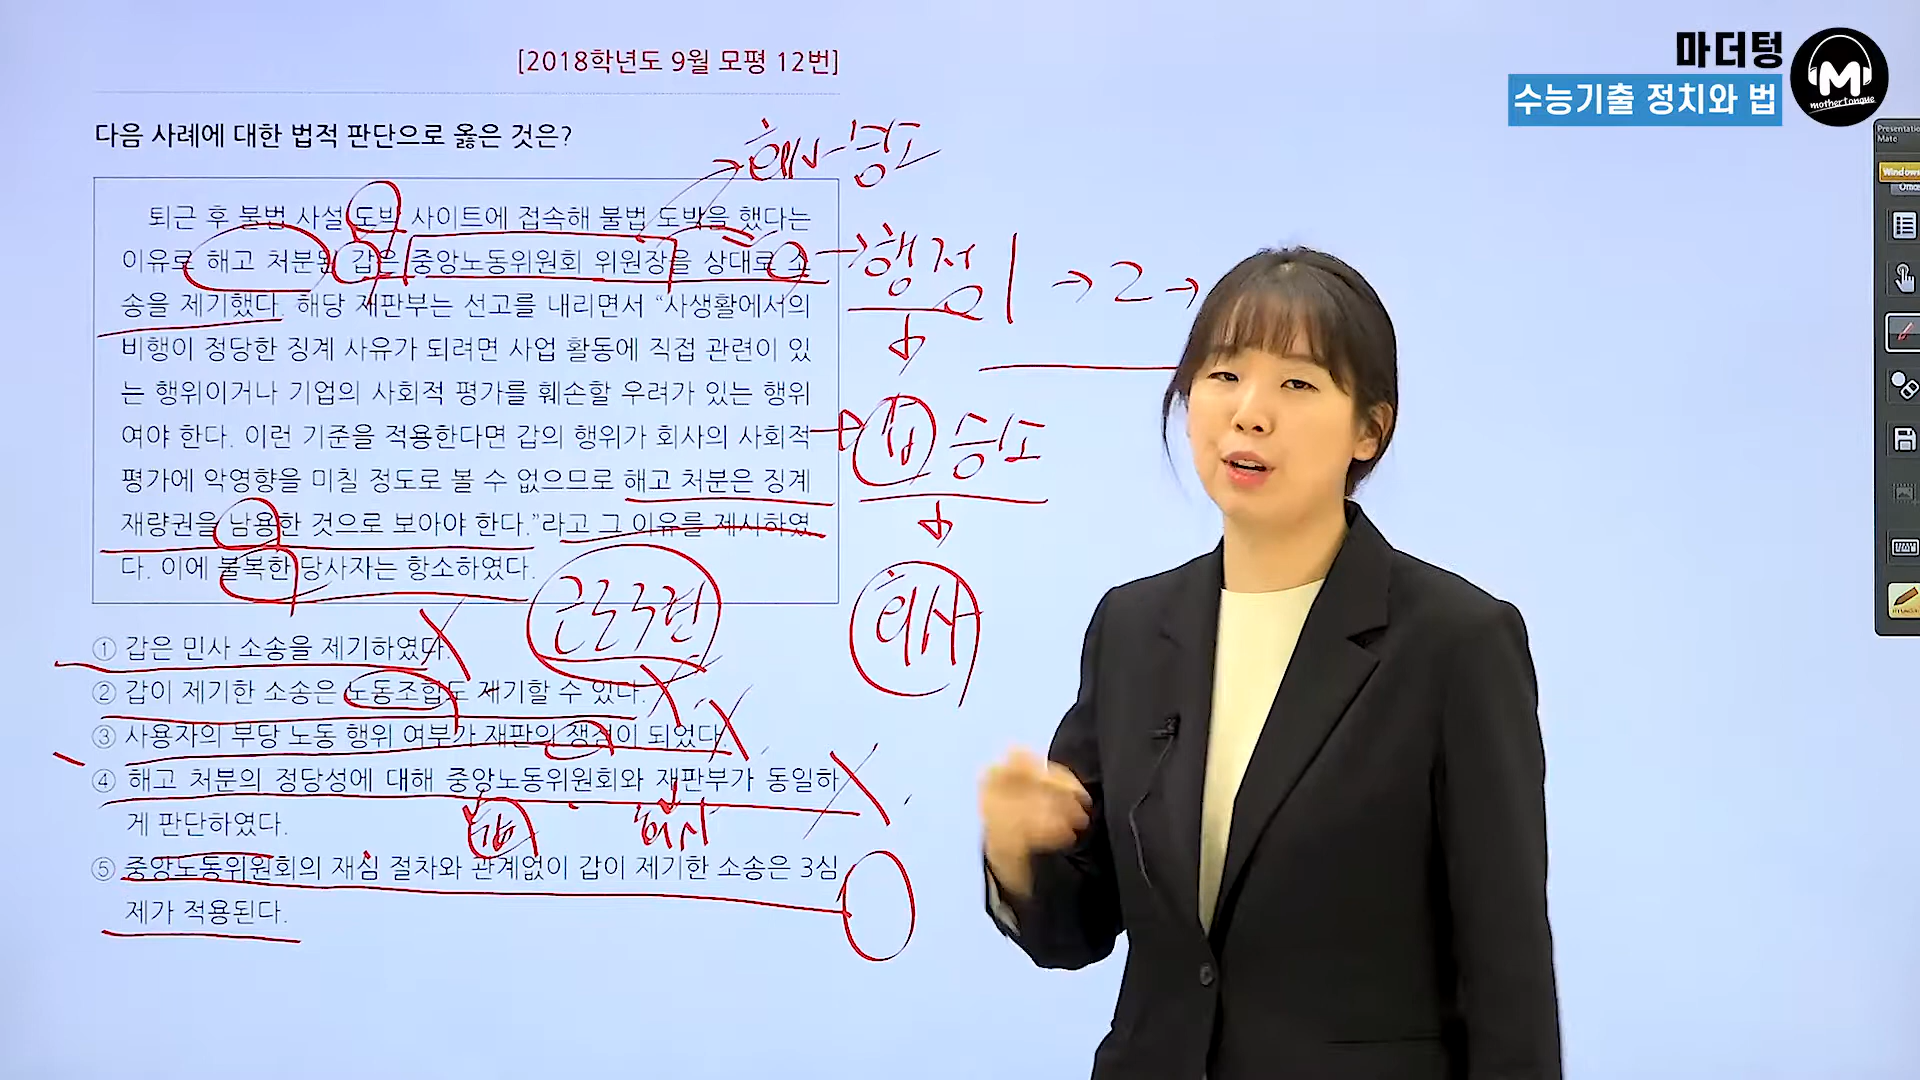 [2018학년도 9월 모평 12번]
마더텅
수능기출 정치와 법
M
mothertongue
다음 사례에 대한 법적 판단으로 옳은 것은?
퇴근 후 불법 사설 도박 사이트에 접속해 불법 도박을 했다는
이유로 해고 처분된 갑은 중앙노동위원회 위원장을 상대로 소
송을 제기했다. 해당 재판부는 선고를 내리면서 “사생활에서의
비행이 정당한 징계 사유가 되려면 사업 활동에 직접 관련이 있
는 행위이거나 기업의 사회적 평가를 훼손할 우려가 있는 행위
여야 한다. 이런 기준을 적용한다면 갑의 행위가 회사의 사회적
평가에 악영향을 미칠 정도로 볼 수 없으므로 해고 처분은 징계
재량권을 남용한 것으로 보아야 한다.”라고 그 이유를 제시하였
다. 이에 불복한 당사자는 항소하였다.
① 갑은 민사 소송을 제기하였다.
② 갑이 제기한 소송은 노동조합도 제기할 수 있다.
③ 사용자의 부당 노동 행위 여부가 재판의 쟁점이 되었다.
④ 해고 처분의 정당성에 대해 중앙노동위원회와 재판부가 동일하
게 판단하였다.
⑤ 중앙노동위원회의 재심 절차와 관계없이 갑이 제기한 소송은 3심
제가 적용된다.
회사 승소
행정 1 → 2 →
갑 승소
회사
근로3권
갑
회사
Presentation
Mate
Windows